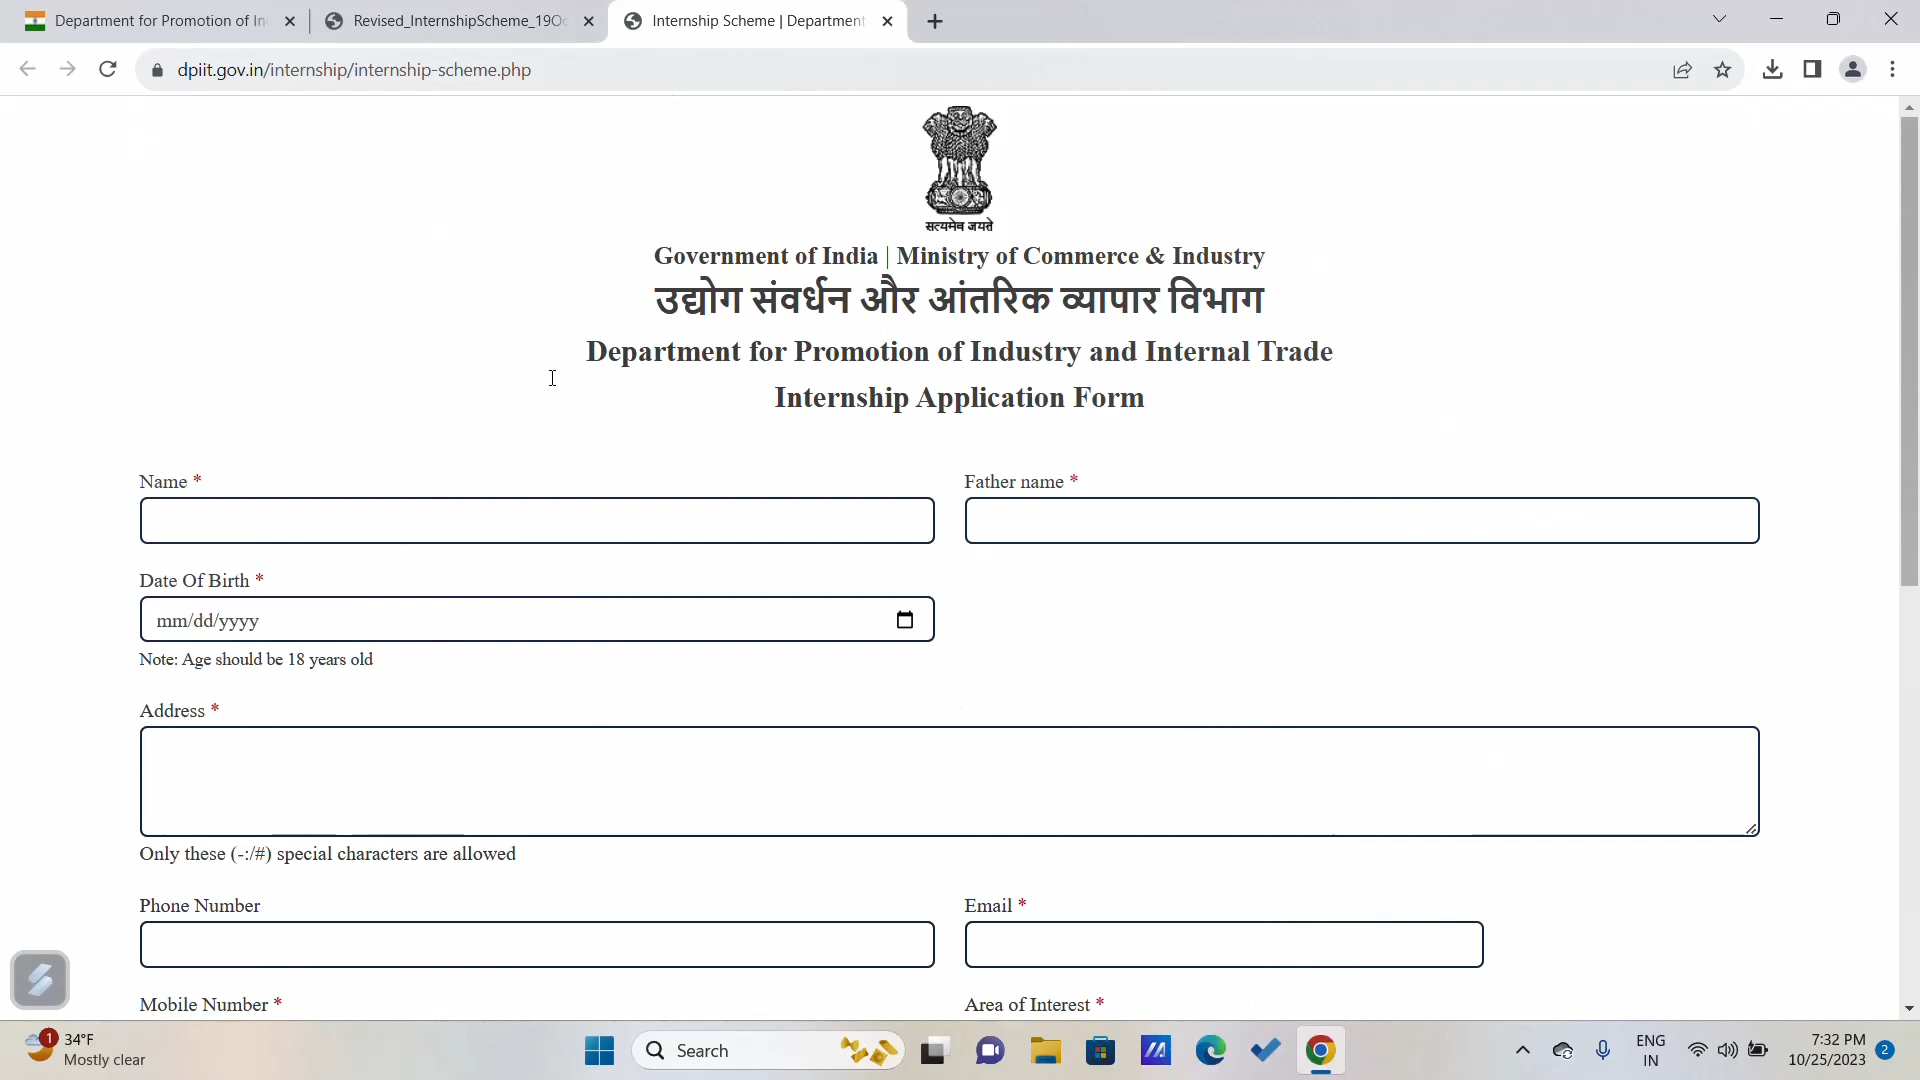 Department for Promotion of In
Revised_InternshipScheme_19Oc
Internship Scheme | Department
dpiit.gov.in/internship/internship-scheme.php
सत्यमेव जयते
Government of India | Ministry of Commerce & Industry
उद्योग संवर्धन और आंतरिक व्यापार विभाग
Department for Promotion of Industry and Internal Trade
Internship Application Form
Name *
Father name *
Date Of Birth *
mm/dd/yyyy
Note: Age should be 18 years old
Address *
Only these (-:/#) special characters are allowed
Phone Number
Email *
Mobile Number *
Area of Interest *
1
34°F
Mostly clear
Search
ENG
IN
7:32 PM
10/25/2023
2